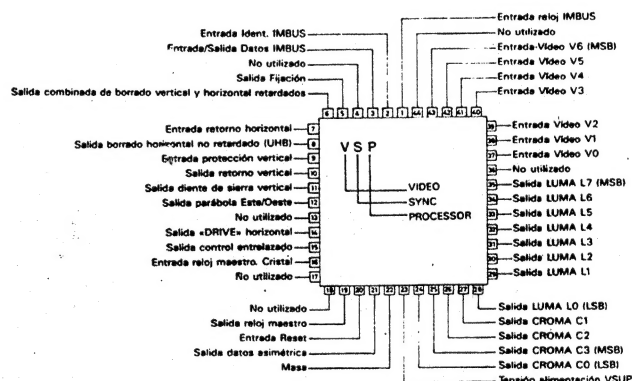 Entrada reloj IMBUS
Entrada Ident. IMBUS
No utilizado
Entrada/Salida Datos IMBUS
Entrada-Vídeo V6 (MSB)
No utilizado
Entrada Vídeo V5
Salida Fijación
Entrada Vídeo V4
Salida combinada de borrado vertical y horizontal retardados
Entrada Vídeo V3
6 5 4 3 2 1 44 43 42 41 40
Entrada retorno horizontal 7
39 Entrada Vídeo V2
Salida borrado horizontal no retardado (UHB) 8
38 Entrada Vídeo V1
Entrada protección vertical 9
37 Entrada Vídeo V0
Salida retorno vertical 10
36 No utilizado
Salida diente de sierra vertical 11
35 Salida LUMA L7 (MSB)
Salida parábola Este/Oeste 12
34 Salida LUMA L6
No utilizado 13
33 Salida LUMA L5
Salida «DRIVE» horizontal 14
32 Salida LUMA L4
Salida control entrelazado 15
31 Salida LUMA L3
Entrada reloj maestro. Cristal 16
30 Salida LUMA L2
No utilizado 17
29 Salida LUMA L1
V S P
VIDEO
SYNC
PROCESSOR
18 19 20 21 22 23 24 25 26 27 28
No utilizado
Salida LUMA L0 (LSB)
Salida reloj maestro
Salida CROMA C1
Entrada Reset
Salida CROMA C2
Salida datos asimétrica
Salida CROMA C3 (MSB)
Masa
Salida CROMA C0 (LSB)
Tensión alimentación VSUP